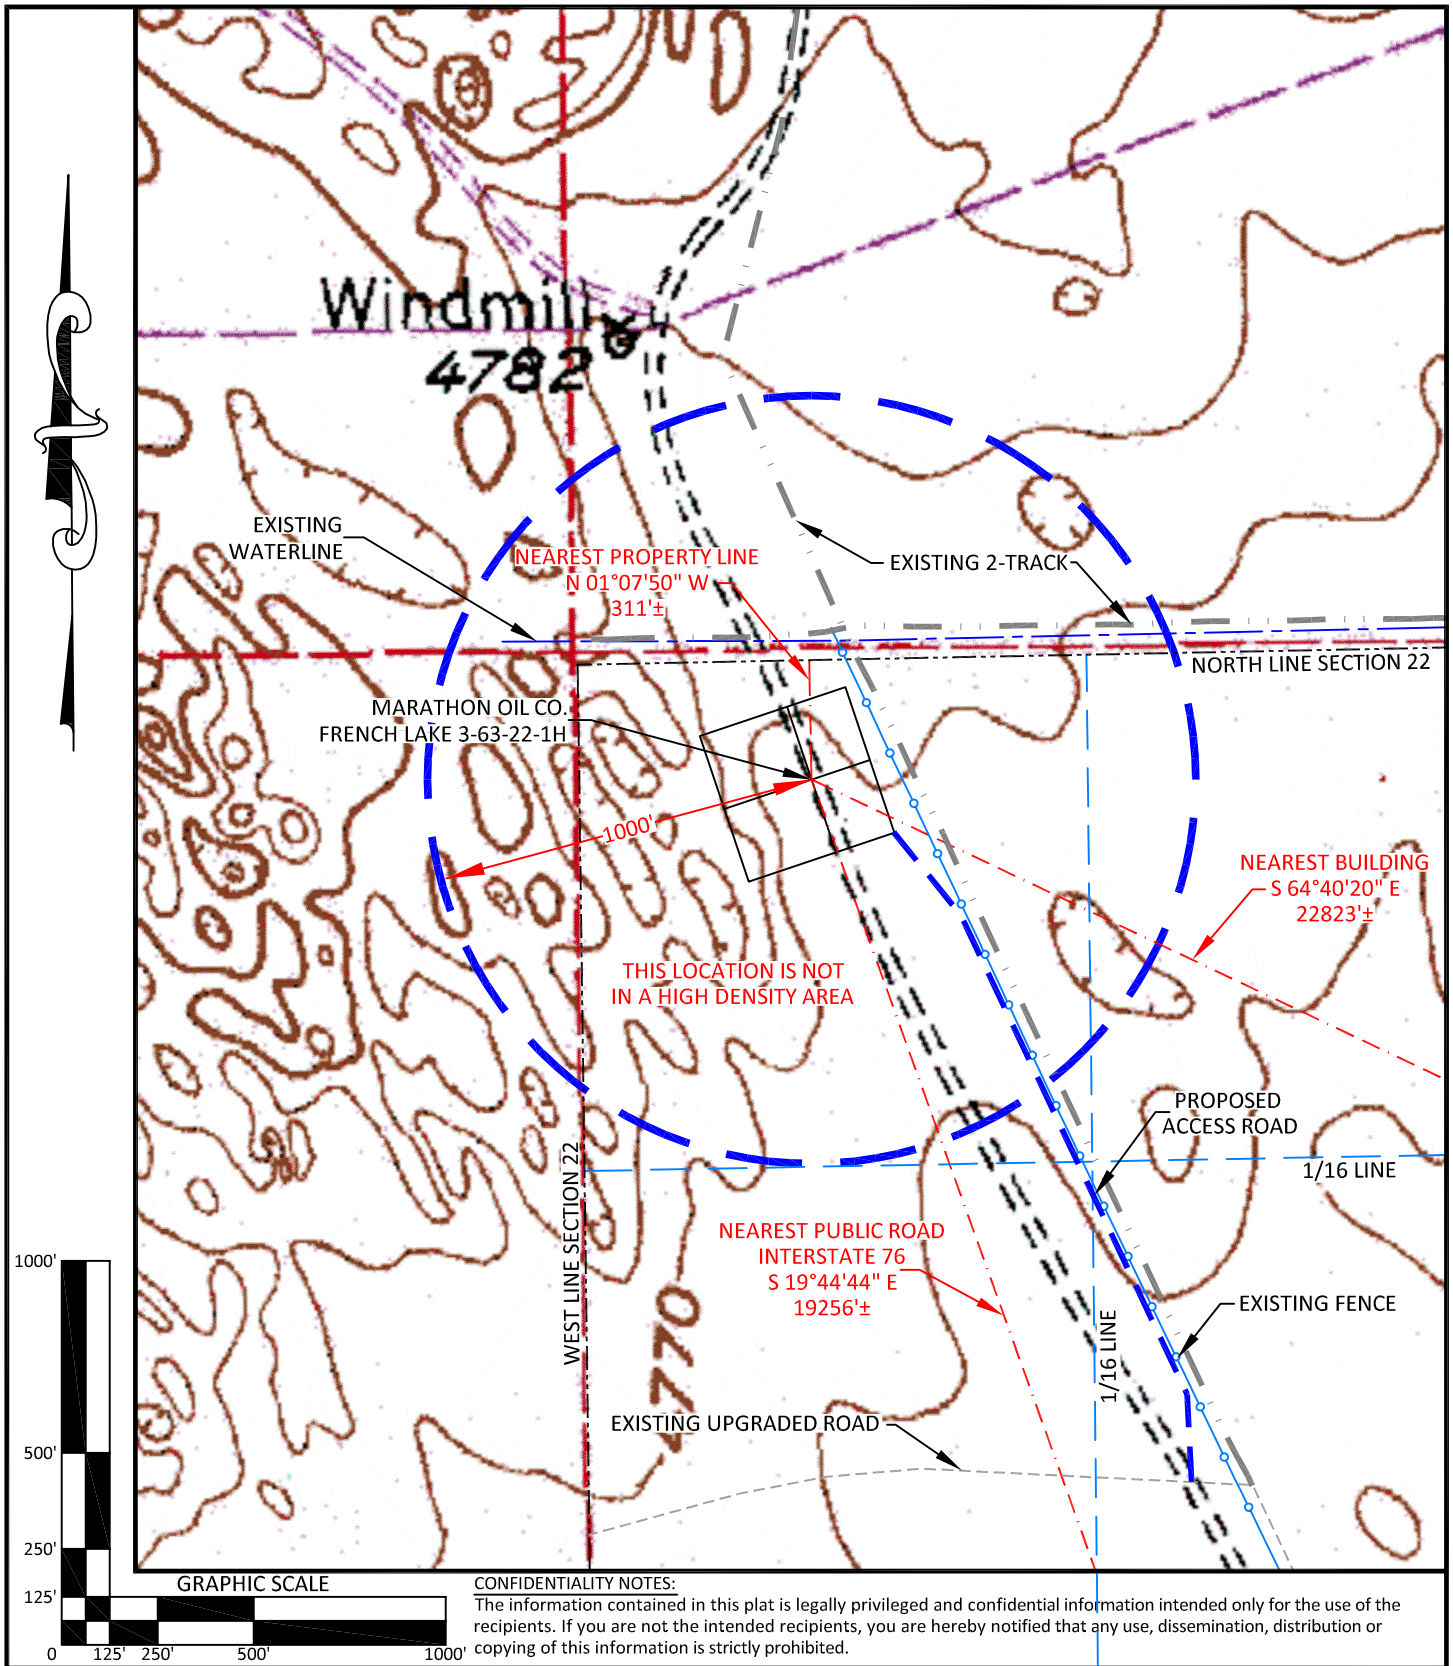 Windmill
4782
EXISTING
WATERLINE
NEAREST PROPERTY LINE
N 01°07'50" W
311'±
EXISTING 2-TRACK
NORTH LINE SECTION 22
MARATHON OIL CO.
FRENCH LAKE 3-63-22-1H
1000'
NEAREST BUILDING
S 64°40'20" E
22823'±
THIS LOCATION IS NOT
IN A HIGH DENSITY AREA
PROPOSED
ACCESS ROAD
1/16 LINE
WEST LINE SECTION 22
NEAREST PUBLIC ROAD
INTERSTATE 76
S 19°44'44" E
19256'±
4770
EXISTING FENCE
1/16 LINE
EXISTING UPGRADED ROAD
1000'
500'
250'
125'
0 125' 250' 500' 1000'
GRAPHIC SCALE
CONFIDENTIALITY NOTES:
The information contained in this plat is legally privileged and confidential information intended only for the use of the
recipients. If you are not the intended recipients, you are hereby notified that any use, dissemination, distribution or
copying of this information is strictly prohibited.